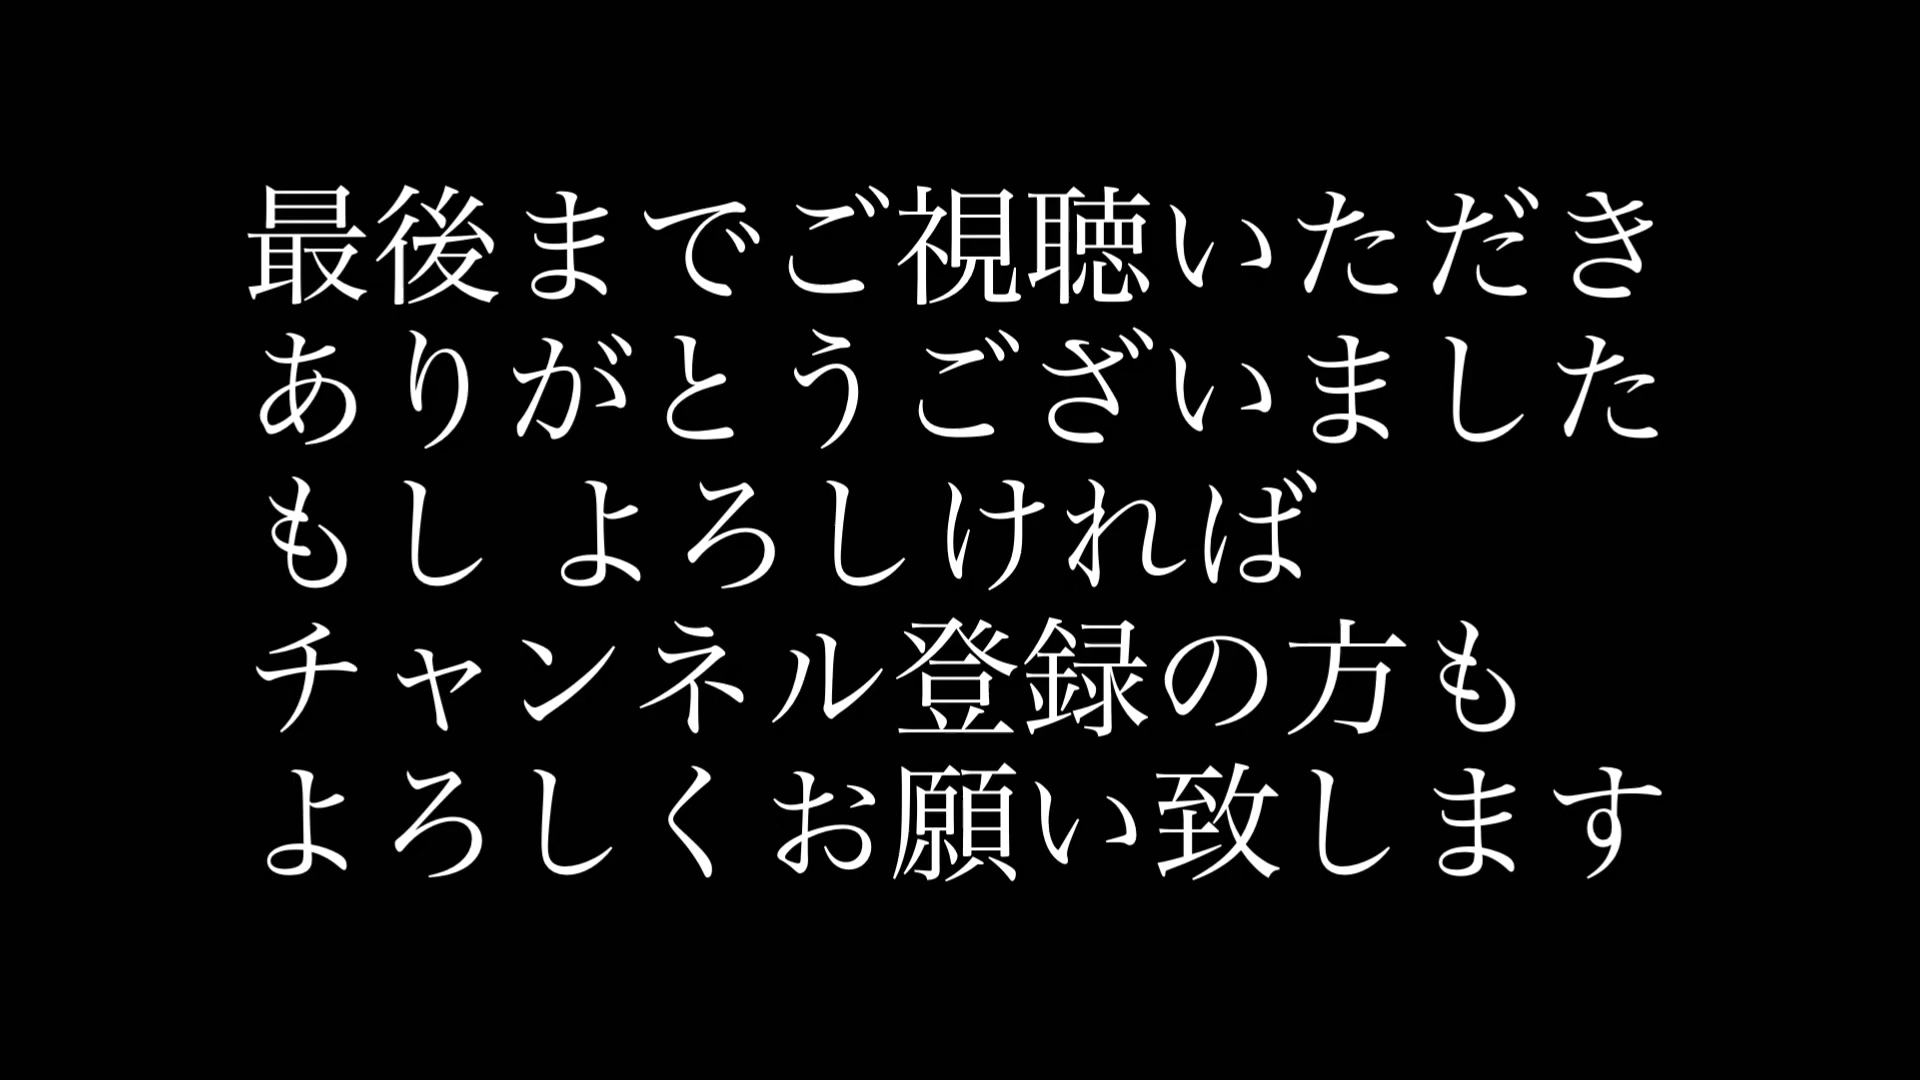 最後までご視聴いただき
ありがとうございました
もしよろしければ
チャンネル登録の方も
よろしくお願い致します